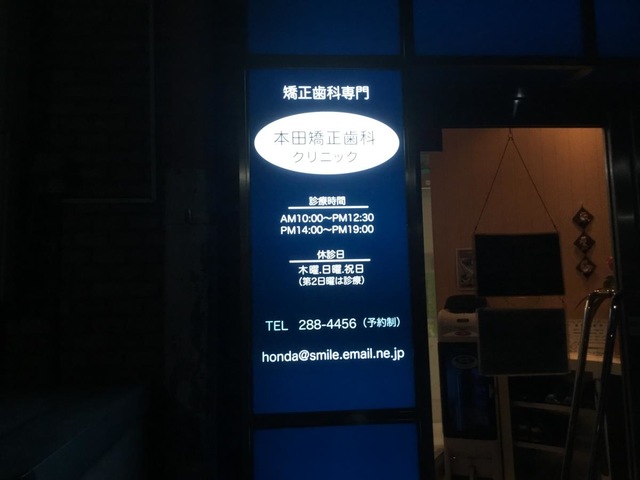 矯正歯科専門
本田矯正歯科
クリニック
診療時間
AM10:00〜PM12:30
PM14:00〜PM19:00
休診日
木曜.日曜.祝日
(第2日曜は診療)
TEL 288-4456 (予約制)
honda@smile.email.ne.jp